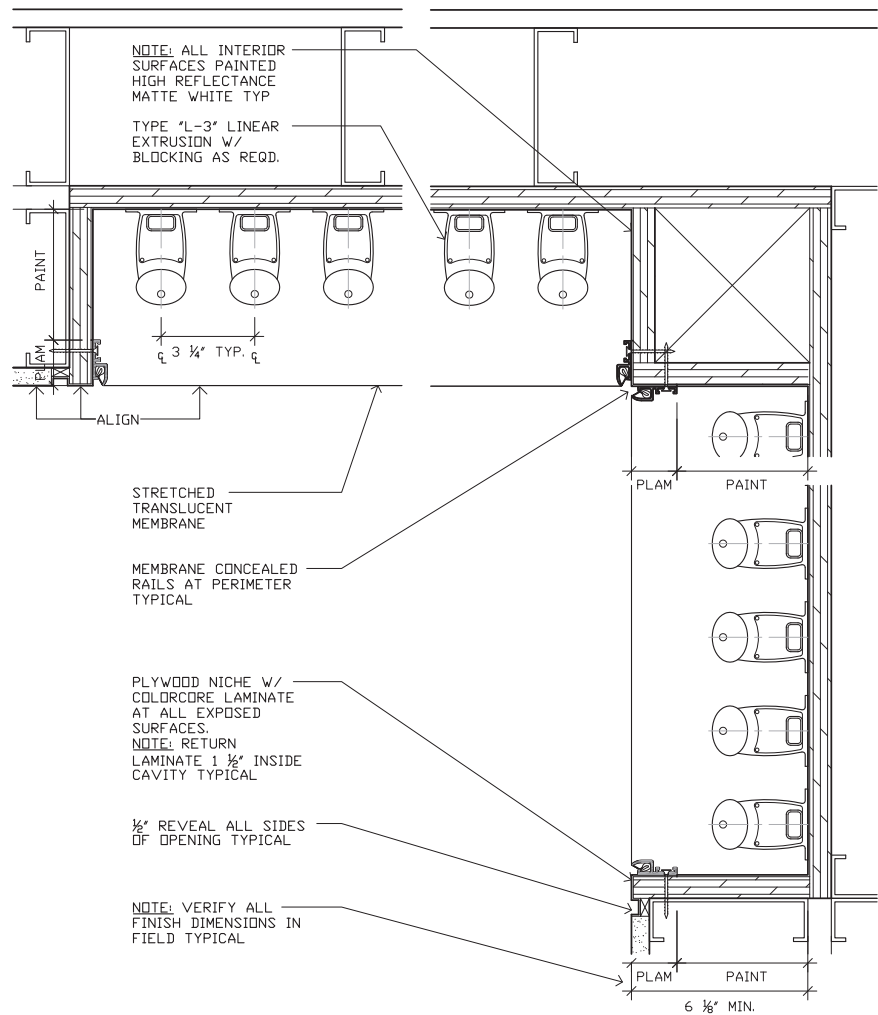 NOTE: ALL INTERIOR
SURFACES PAINTED
HIGH REFLECTANCE
MATTE WHITE TYP
TYPE "L-3" LINEAR
EXTRUSION W/
BLOCKING AS REQD.
PAINT
PLAM
℄ 3 ¼" TYP. ℄
ALIGN
PLAM PAINT
STRETCHED
TRANSLUCENT
MEMBRANE
MEMBRANE CONCEALED
RAILS AT PERIMETER
TYPICAL
PLYWOOD NICHE W/
COLORCORE LAMINATE
AT ALL EXPOSED
SURFACES.
NOTE: RETURN
LAMINATE 1 ½" INSIDE
CAVITY TYPICAL
½" REVEAL ALL SIDES
OF OPENING TYPICAL
NOTE: VERIFY ALL
FINISH DIMENSIONS IN
FIELD TYPICAL
PLAM PAINT
6 ⅛" MIN.